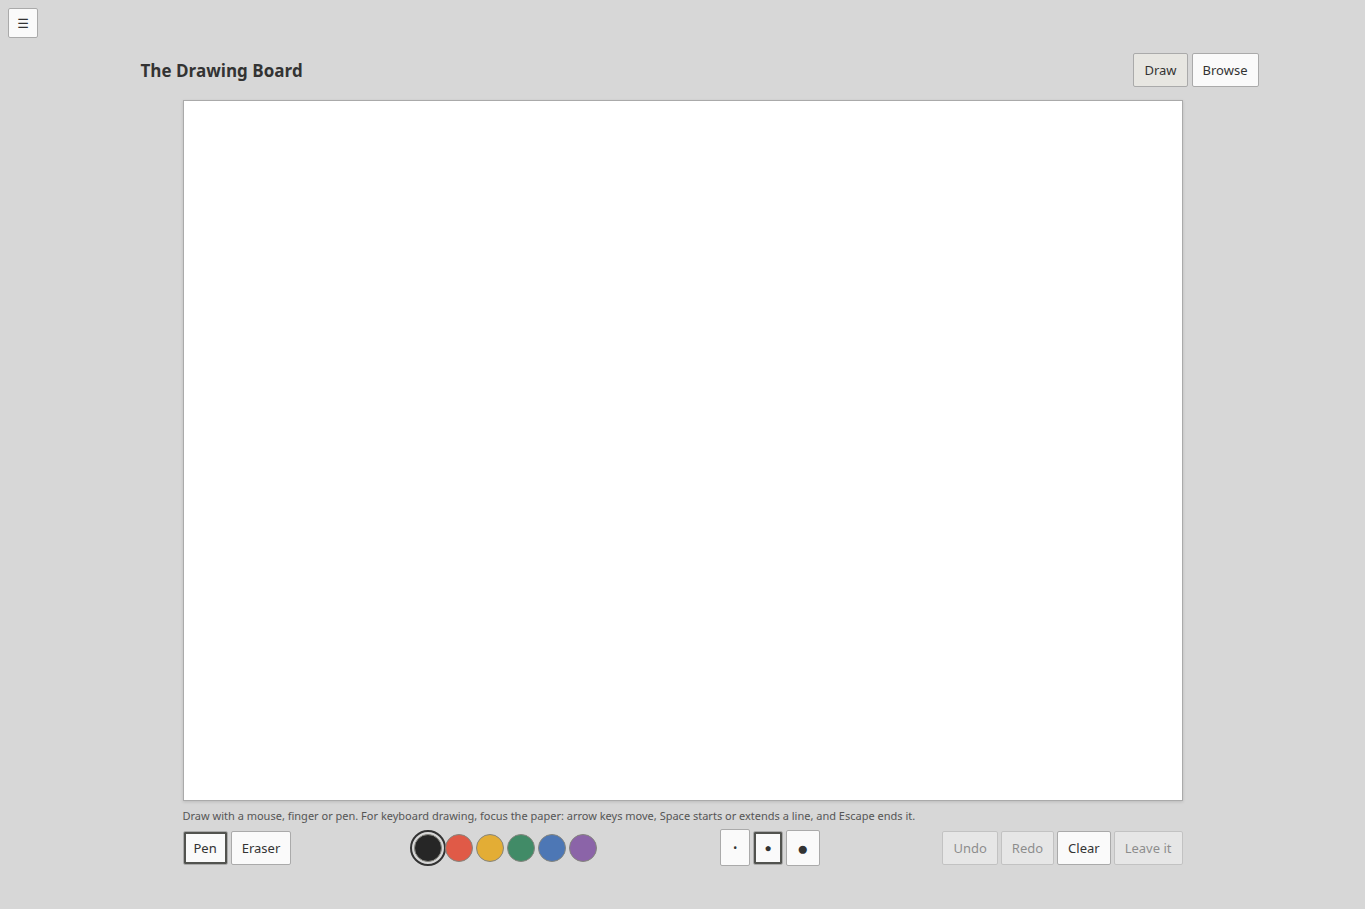 ☰
The Drawing Board
Draw
Browse
Draw with a mouse, finger or pen. For keyboard drawing, focus the paper: arrow keys move, Space starts or extends a line, and Escape ends it.
Pen
Eraser
Undo
Redo
Clear
Leave it